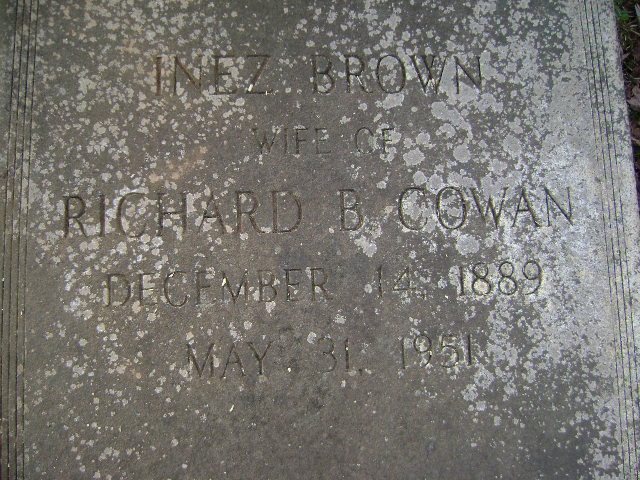 INEZ BROWN
WIFE OF
RICHARD B. COWAN
DECEMBER 14, 1889
MAY 31, 1951